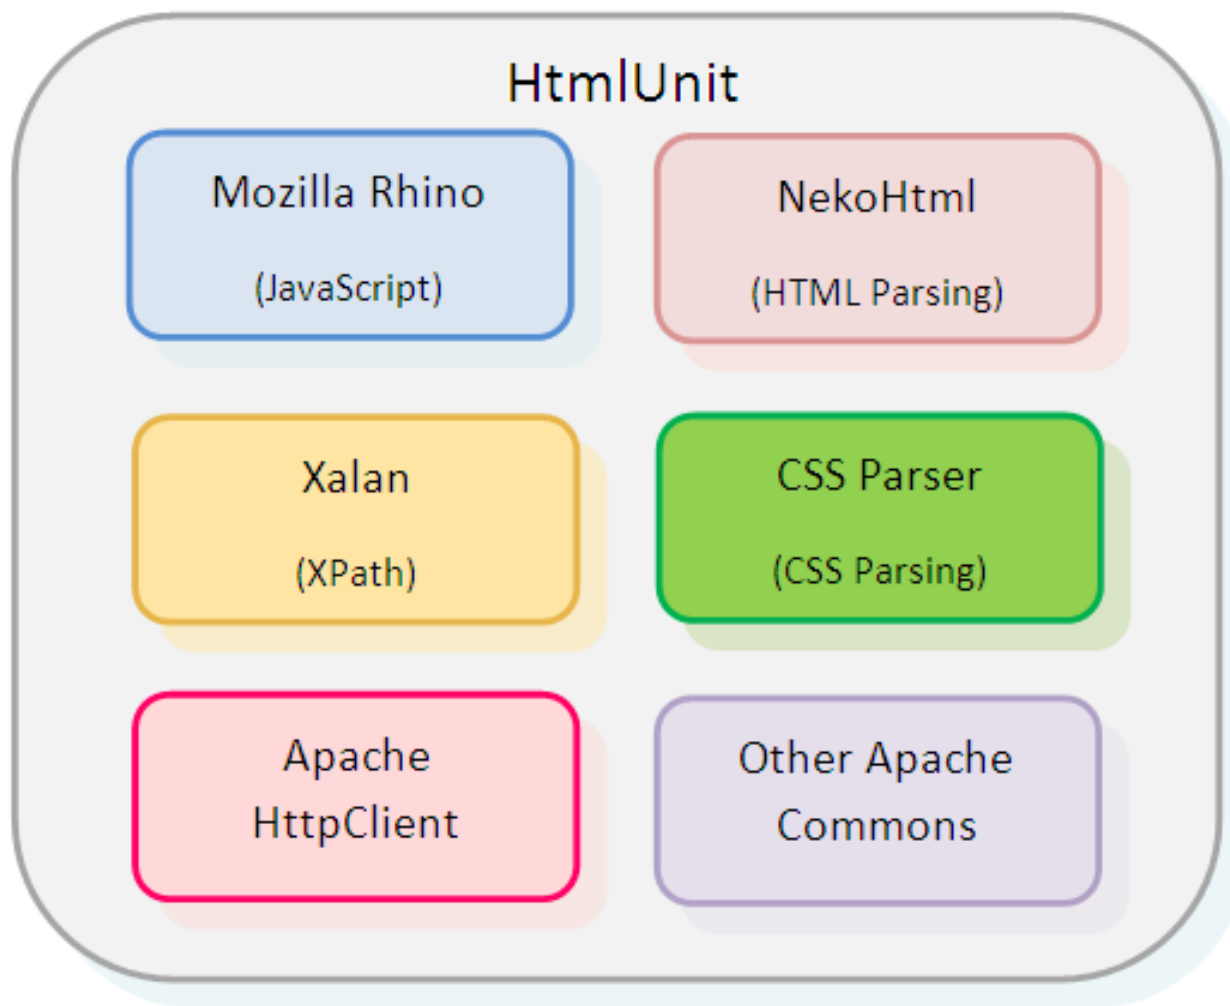 HtmlUnit
Mozilla Rhino
(JavaScript)
NekoHtml
(HTML Parsing)
Xalan
(XPath)
CSS Parser
(CSS Parsing)
Apache
HttpClient
Other Apache
Commons